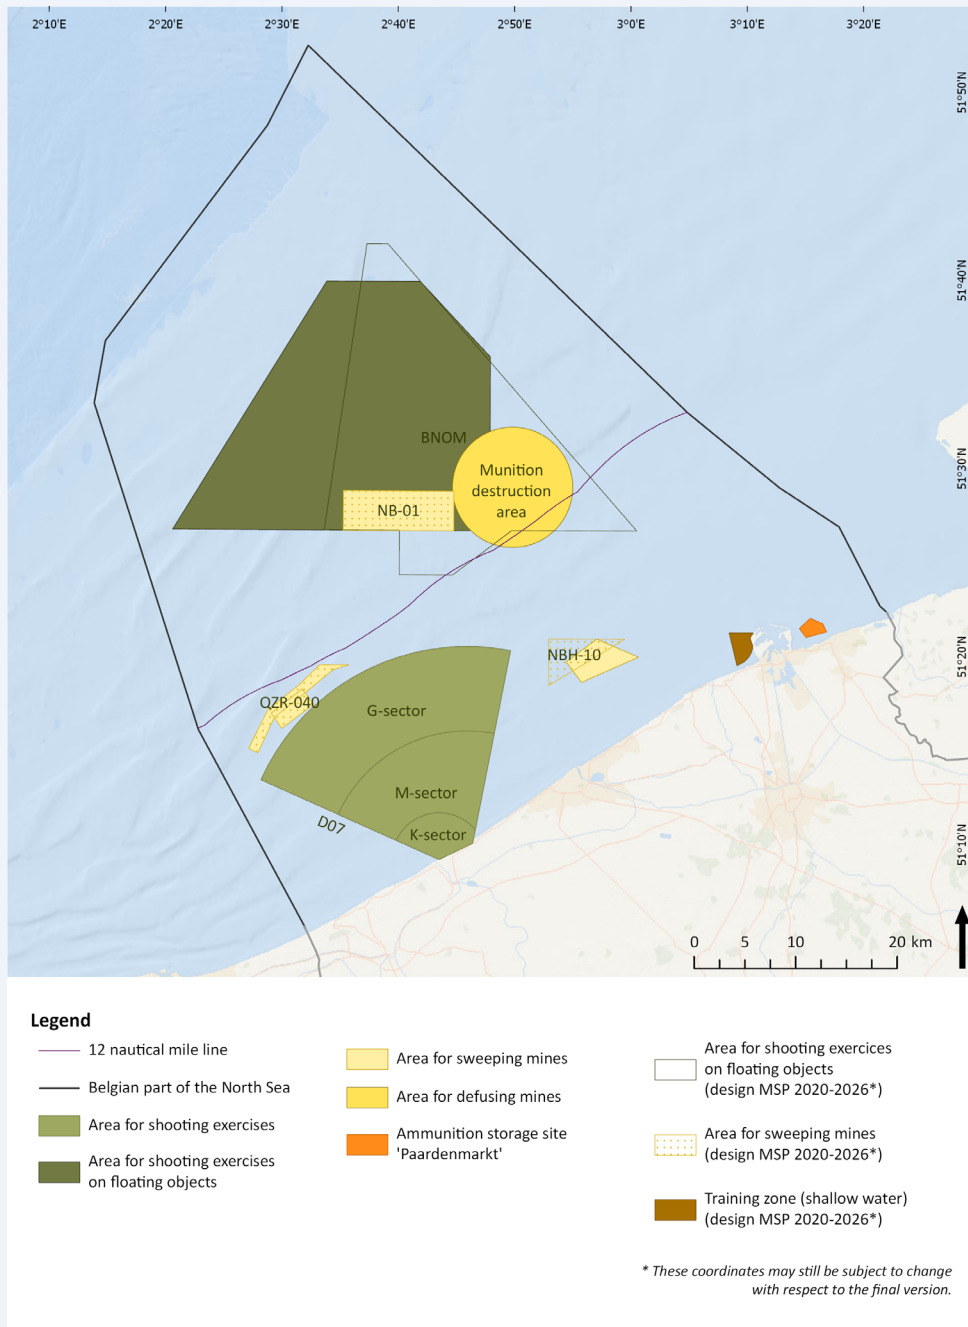 2°10'E 2°20'E 2°30'E 2°40'E 2°50'E 3°0'E 3°10'E 3°20'E
51°50'N
51°40'N
51°30'N
51°20'N
51°10'N
BNOM
Munition
destruction
area
NB-01
NBH-10
QZR-040
G-sector
M-sector
D07
K-sector
0 5 10 20 km
Legend
12 nautical mile line
Belgian part of the North Sea
Area for shooting exercises
Area for shooting exercises
on floating objects
Area for sweeping mines
Area for defusing mines
Ammunition storage site
'Paardenmarkt'
Area for shooting exercices
on floating objects
(design MSP 2020-2026*)
Area for sweeping mines
(design MSP 2020-2026*)
Training zone (shallow water)
(design MSP 2020-2026*)
* These coordinates may still be subject to change
with respect to the final version.